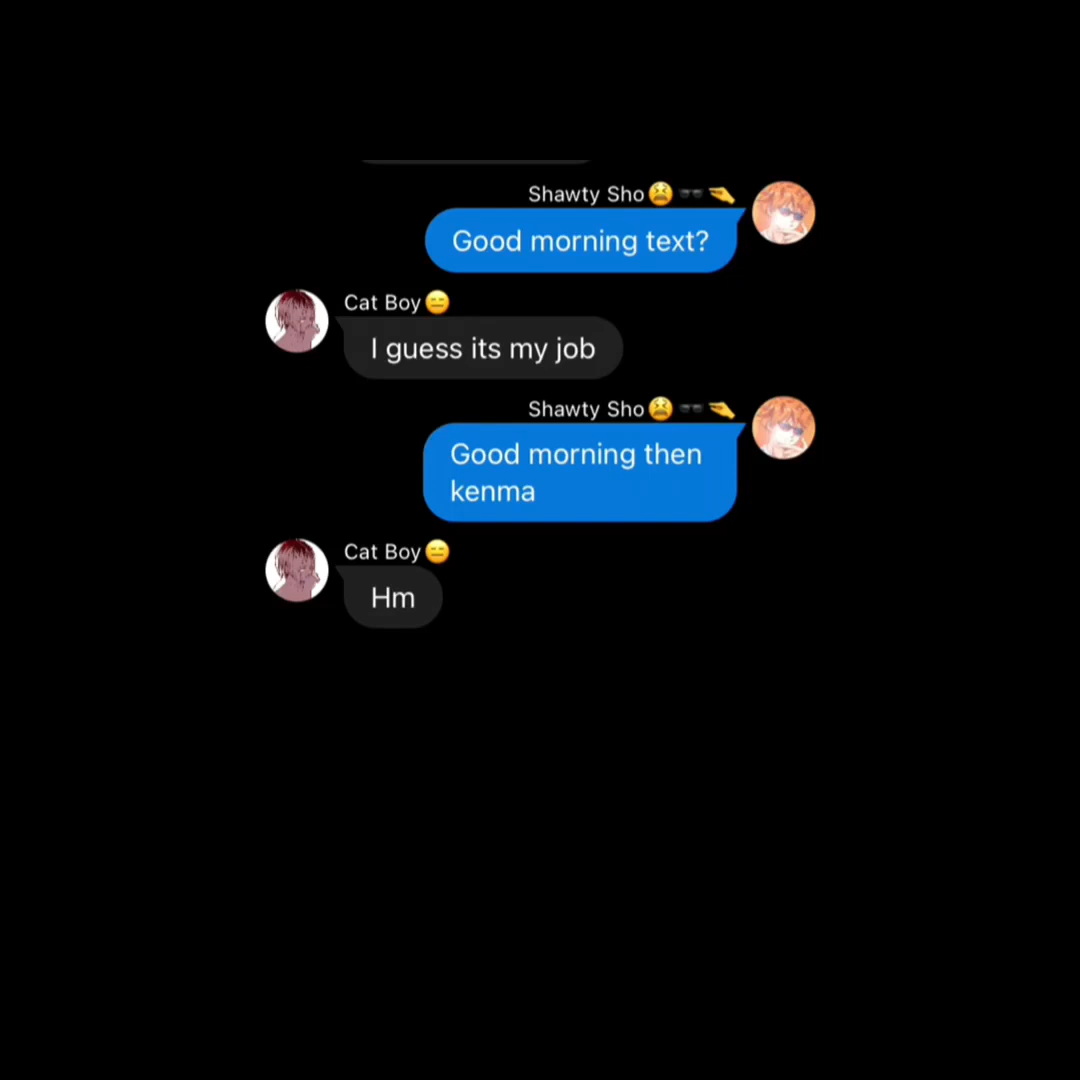 Shawty Sho😫🕶️🤏
Good morning text?
Cat Boy😑
I guess its my job
Shawty Sho😫🕶️🤏
Good morning then
kenma
Cat Boy😑
Hm